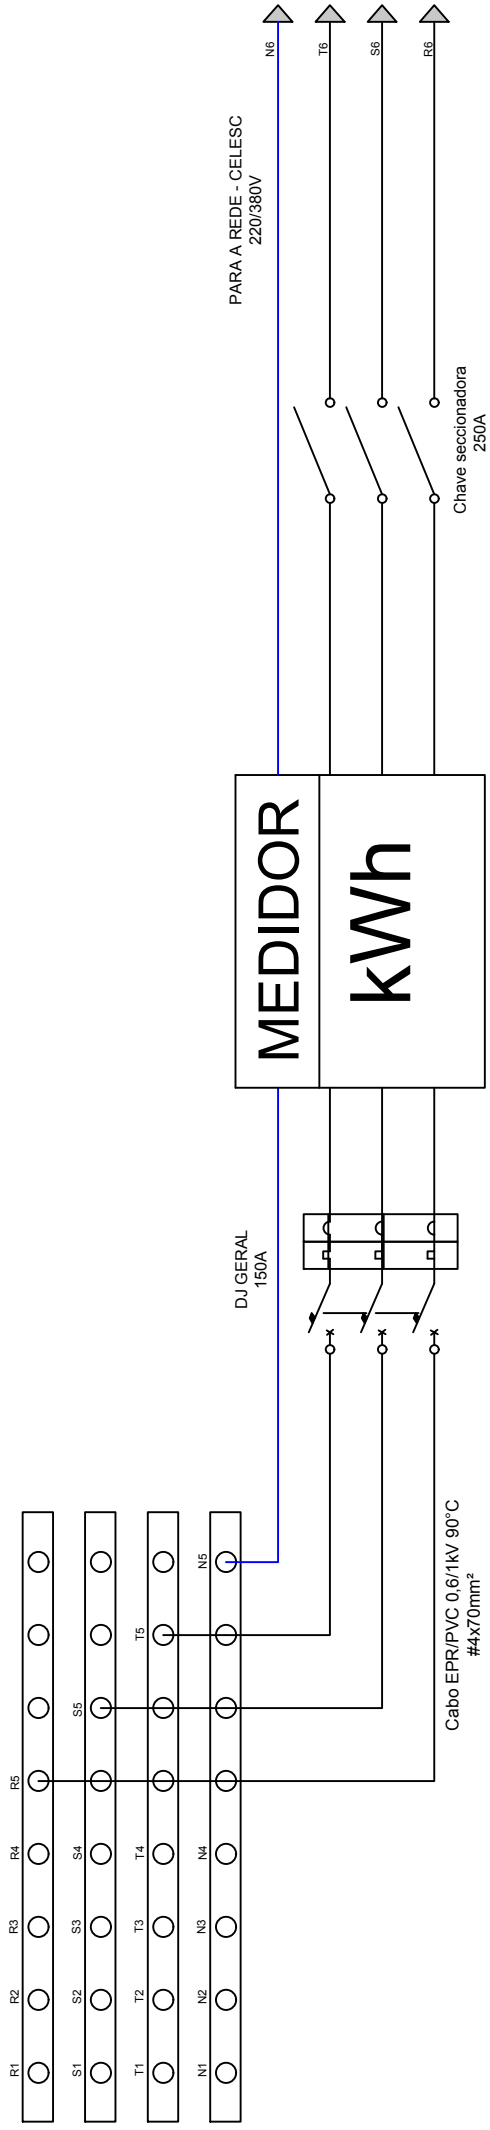 R1
R2
R3
R4
R5
S1
S2
S3
S4
S5
T1
T2
T3
T4
T5
N1
N2
N3
N4
N5
Cabo EPR/PVC 0,6/1kV 90°C
#4x70mm²
DJ GERAL
150A
MEDIDOR
kWh
Chave seccionadora
250A
PARA A REDE - CELESC
220/380V
N6
T6
S6
R6